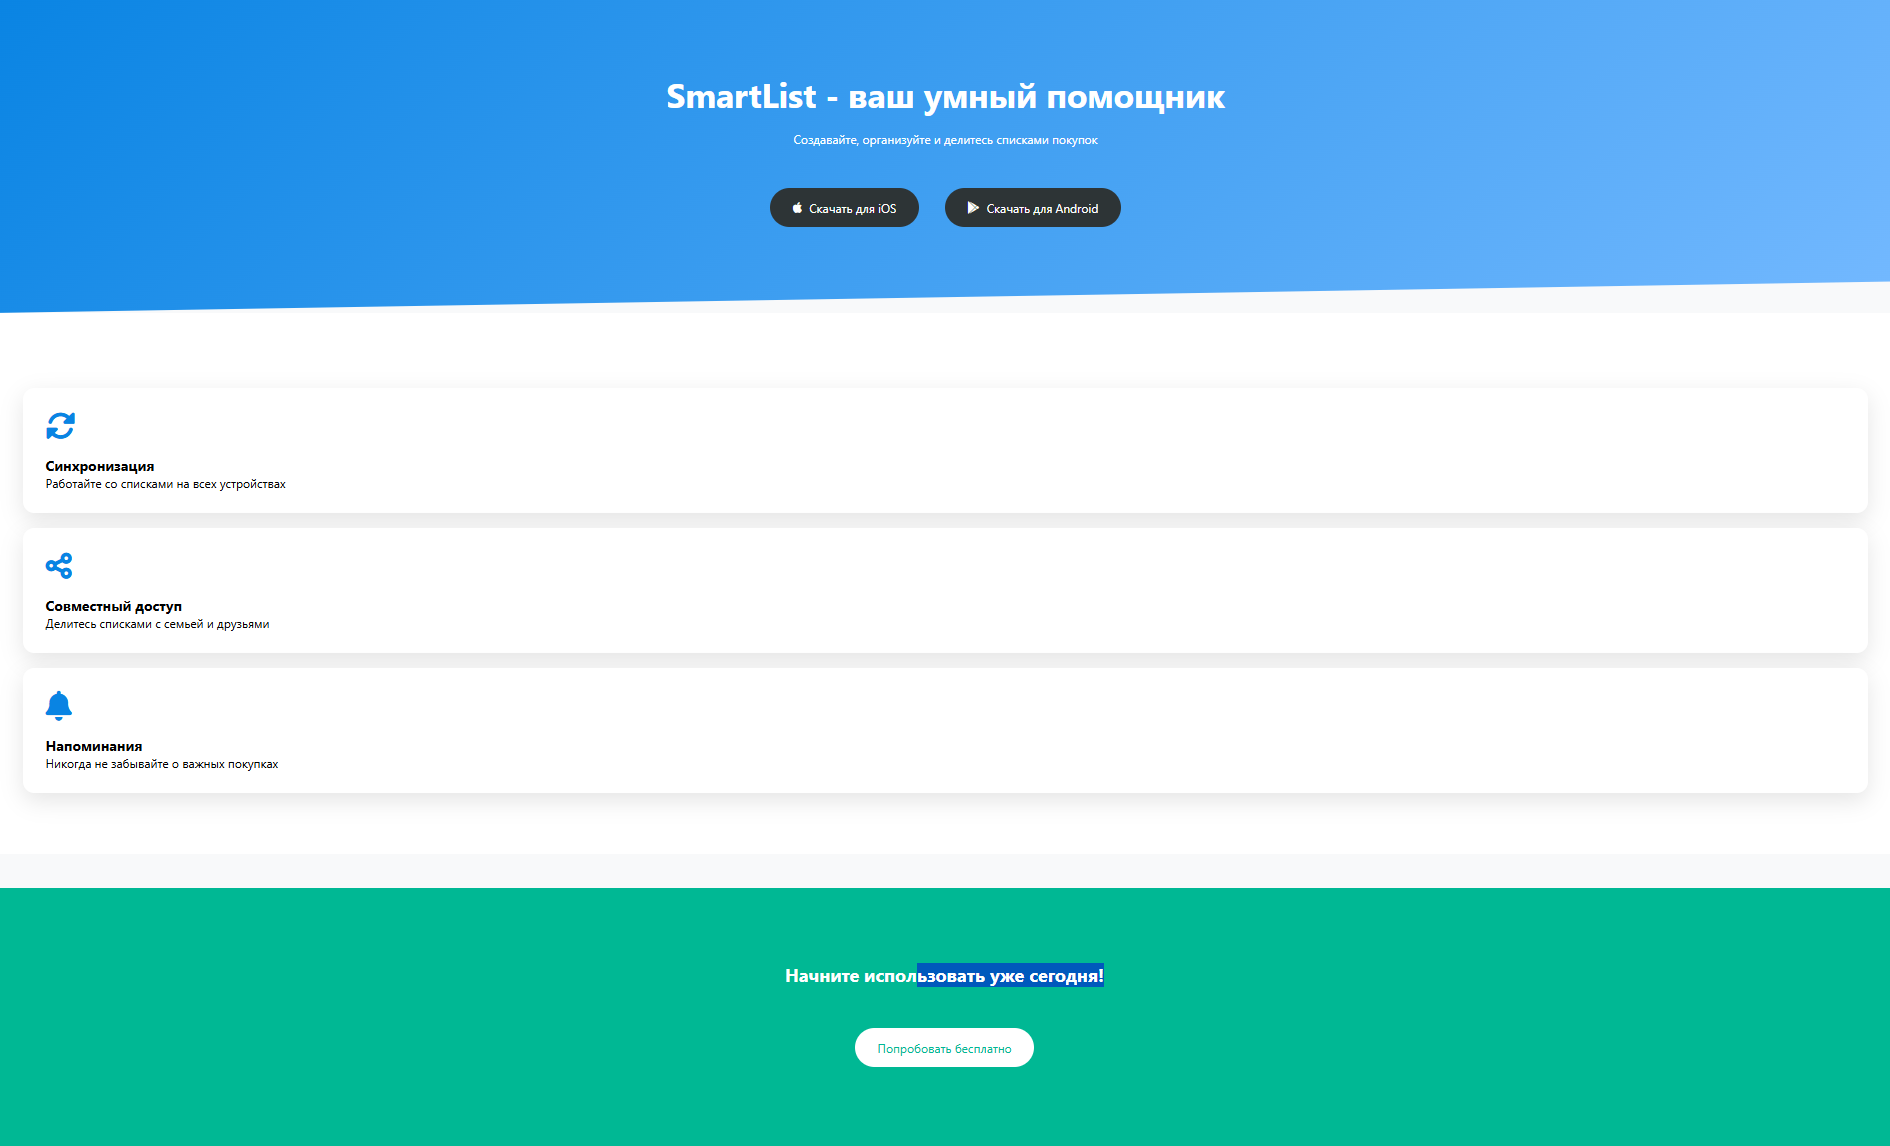 SmartList - ваш умный помощник
Создавайте, организуйте и делитесь списками покупок
Скачать для iOS
Скачать для Android
Синхронизация
Работайте со списками на всех устройствах
Совместный доступ
Делитесь списками с семьей и друзьями
Напоминания
Никогда не забывайте о важных покупках
Начните использовать уже сегодня!
Попробовать бесплатно